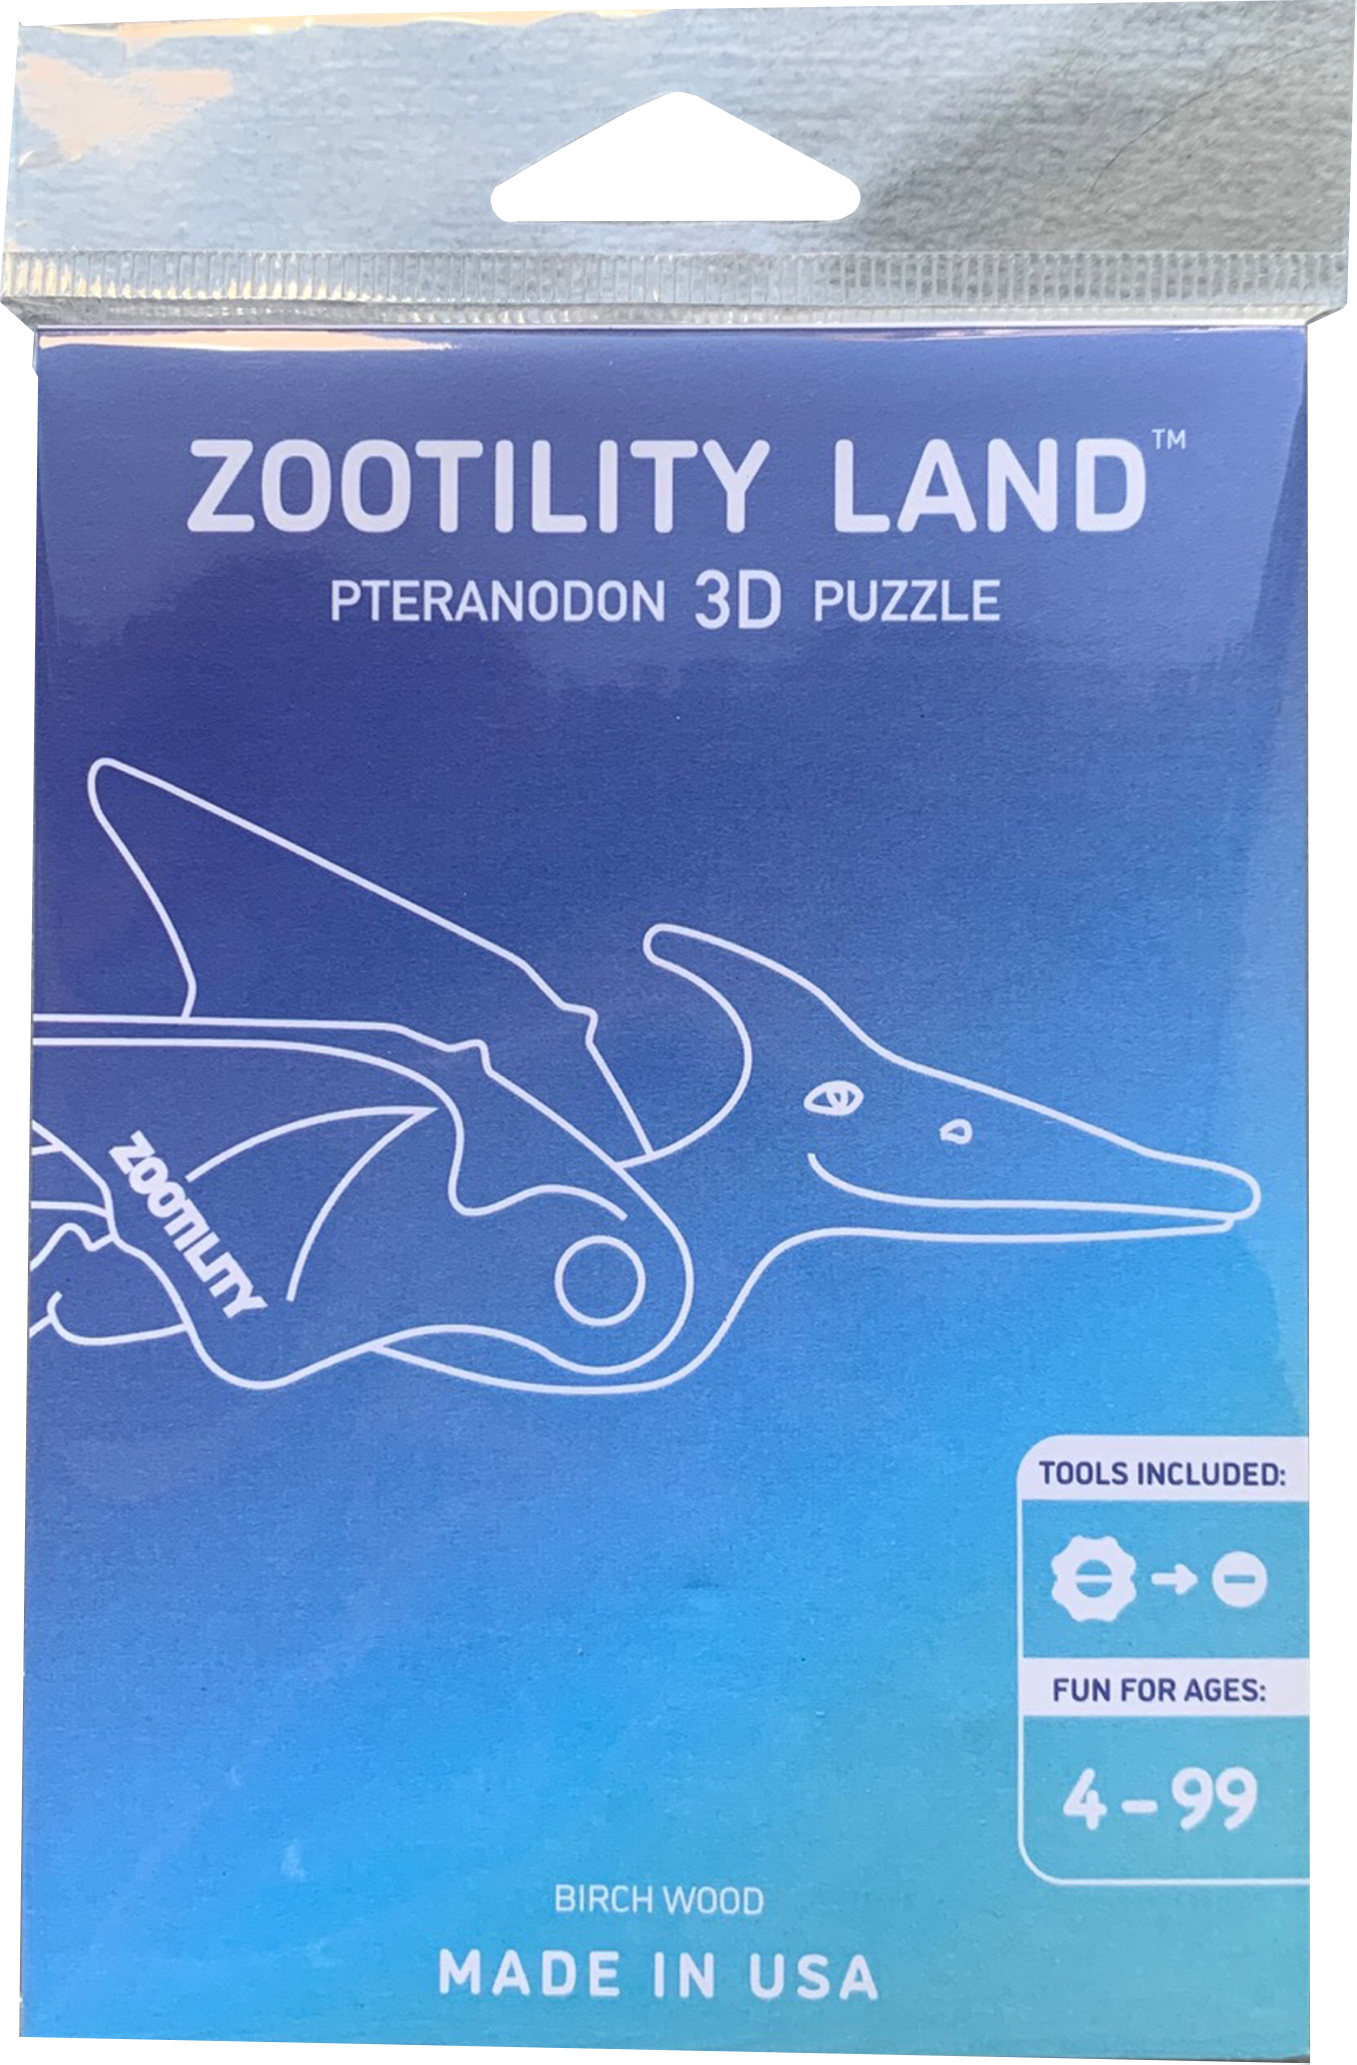 ZOOTILITY LAND™
PTERANODON 3D PUZZLE
ZOOTILITY
TOOLS INCLUDED:
FUN FOR AGES:
4-99
BIRCH WOOD
MADE IN USA